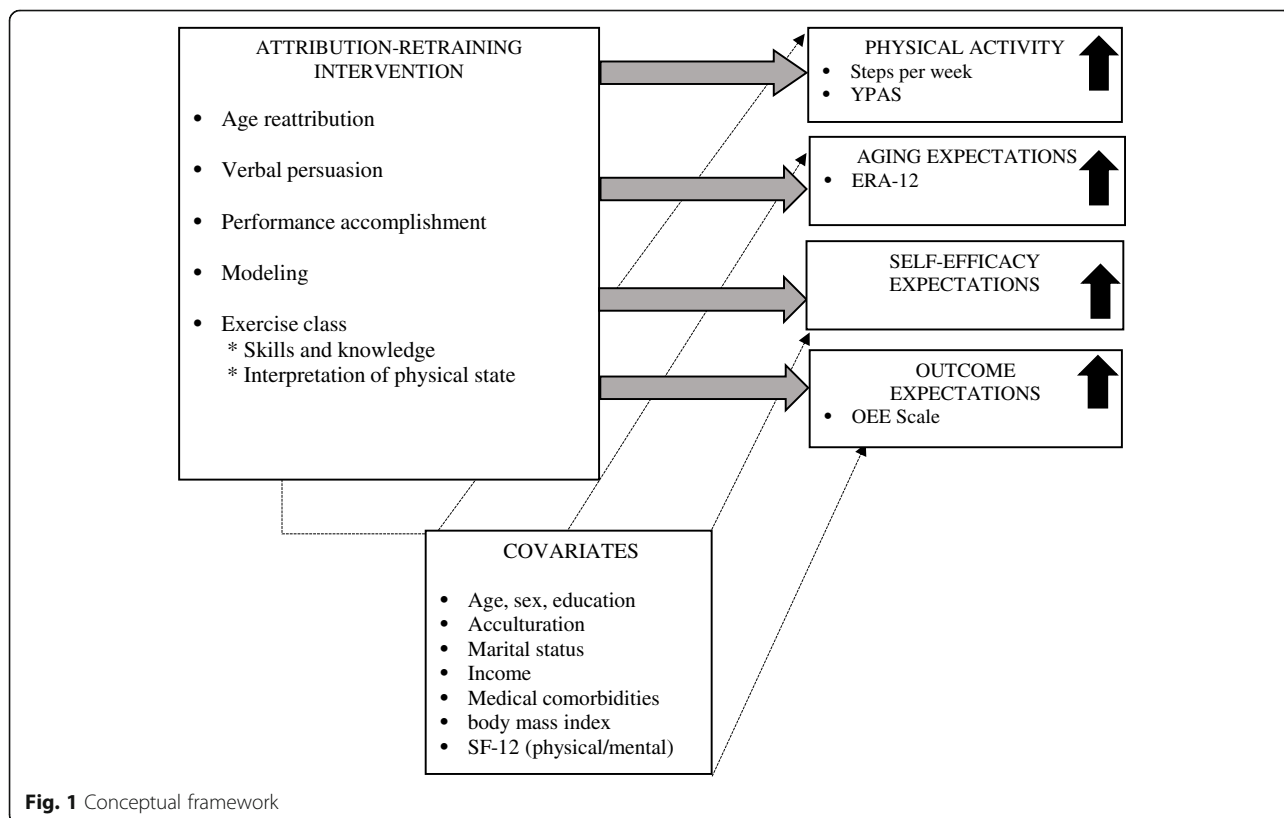 ATTRIBUTION-RETRAINING
INTERVENTION
• Age reattribution
• Verbal persuasion
• Performance accomplishment
• Modeling
• Exercise class
* Skills and knowledge
* Interpretation of physical state
PHYSICAL ACTIVITY
• Steps per week
• YPAS
AGING EXPECTATIONS
• ERA-12
SELF-EFFICACY
EXPECTATIONS
OUTCOME
EXPECTATIONS
• OEE Scale
COVARIATES
• Age, sex, education
• Acculturation
• Marital status
• Income
• Medical comorbidities
• body mass index
• SF-12 (physical/mental)
Fig. 1 Conceptual framework